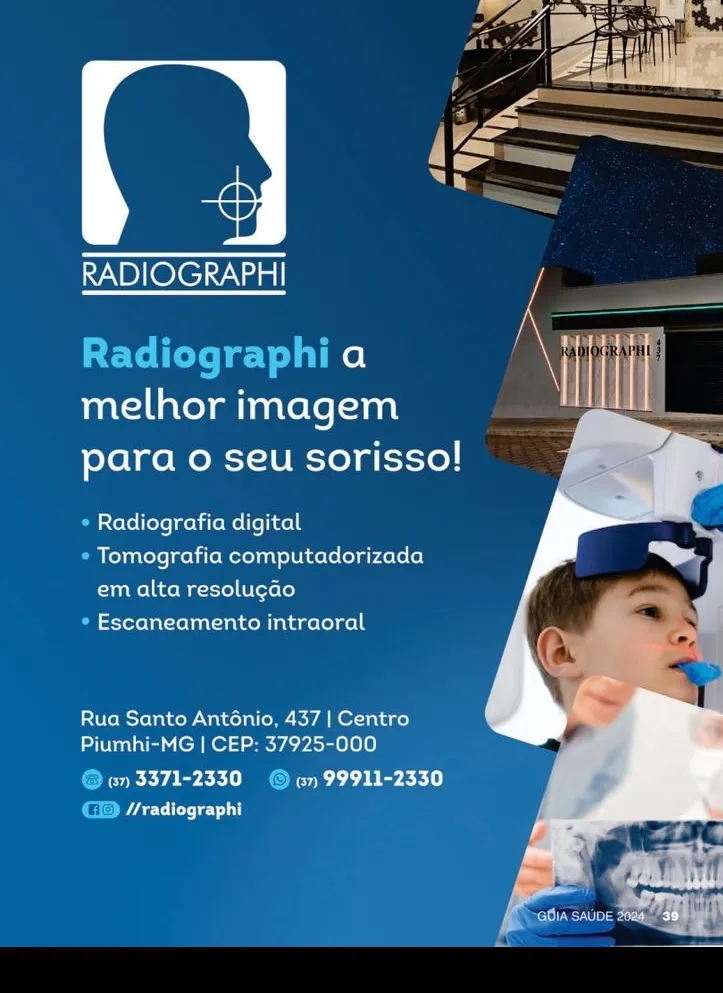 RADIOGRAPHI
Radiographi a
melhor imagem
para o seu sorisso!
• Radiografia digital
• Tomografia computadorizada
em alta resolução
• Escaneamento intraoral
Rua Santo Antônio, 437 | Centro
Piumhi-MG | CEP: 37925-000
(37) 3371-2330 (37) 99911-2330
//radiographi
RADIOGRAPHI 437
GUIA SAÚDE 2024 39